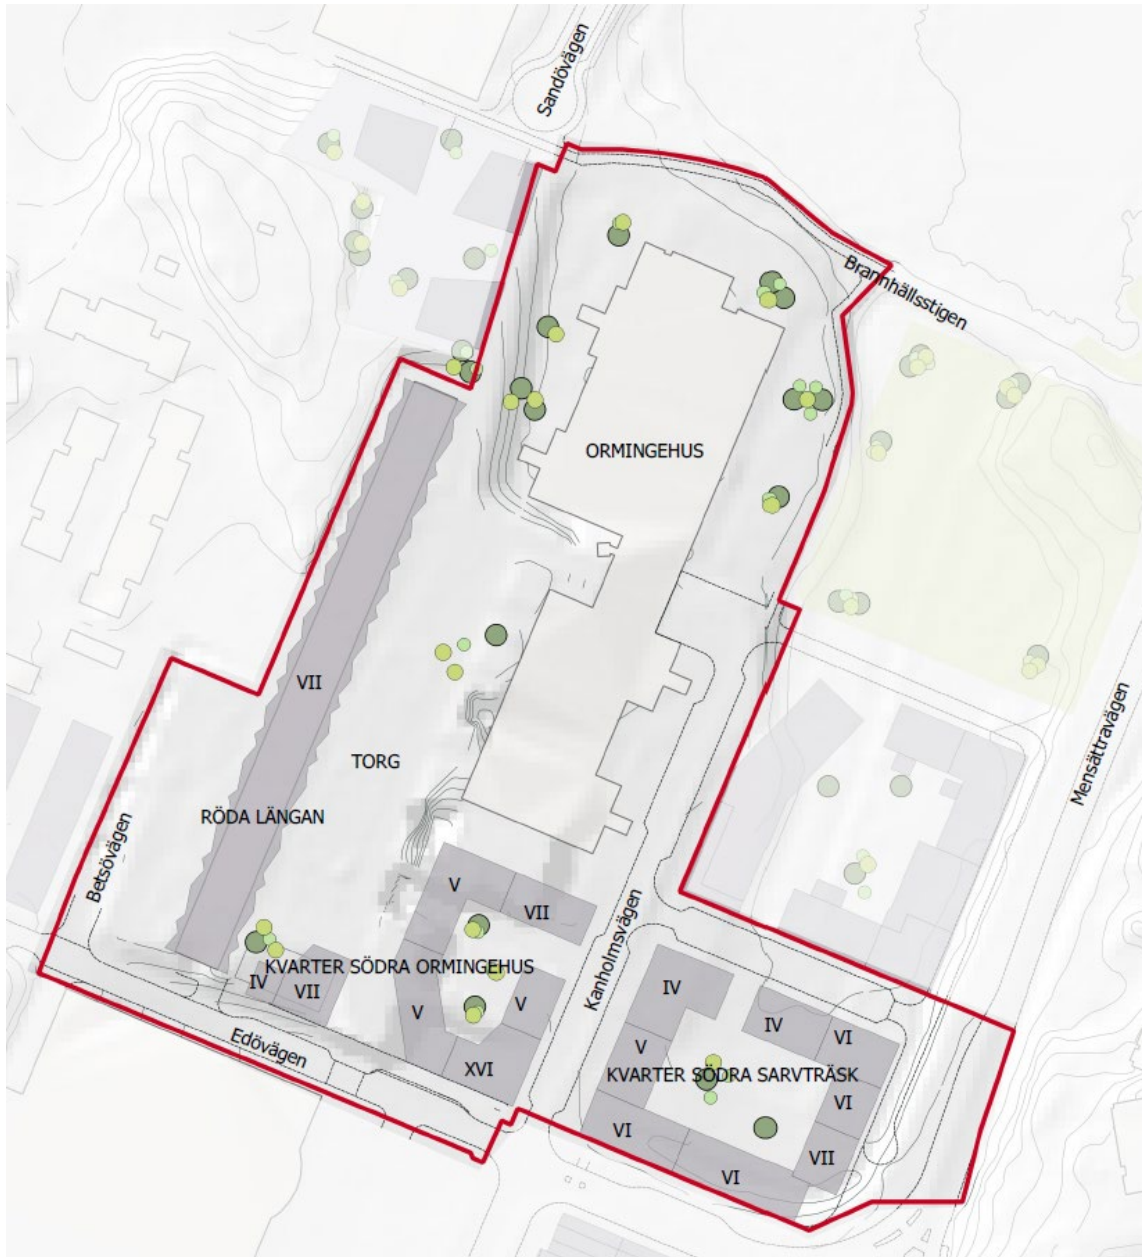 Sandövägen
Brannhällsstigen
ORMINGEHUS
VII
TORG
Mensättravägen
RÖDA LÄNGAN
Betsövägen
V
VII
Kanholmsvägen
KVARTER SÖDRA ORMINGEHUS
IV
VII
V
V
IV
IV
VI
Edövägen
XVI
V
KVARTER SÖDRA SARVTRÄSK
VI
VI
VII
VI